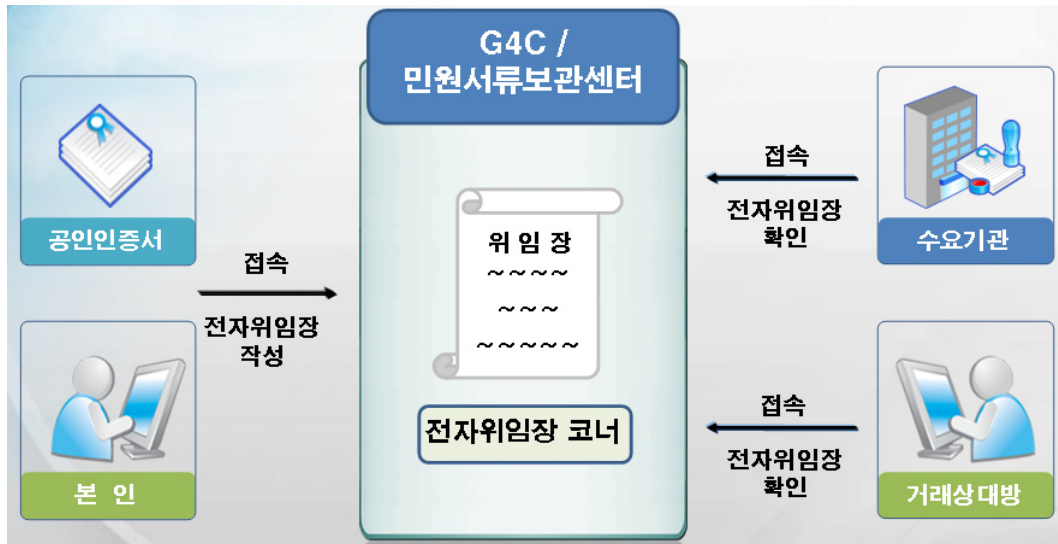 G4C /
민원서류보관센터
공인인증서
본 인
접속
전자위임장
작성
위 임 장
~~~~
~~~
~~~~~
전자위임장 코너
접속
전자위임장
확인
수요기관
접속
전자위임장
확인
거래상대방